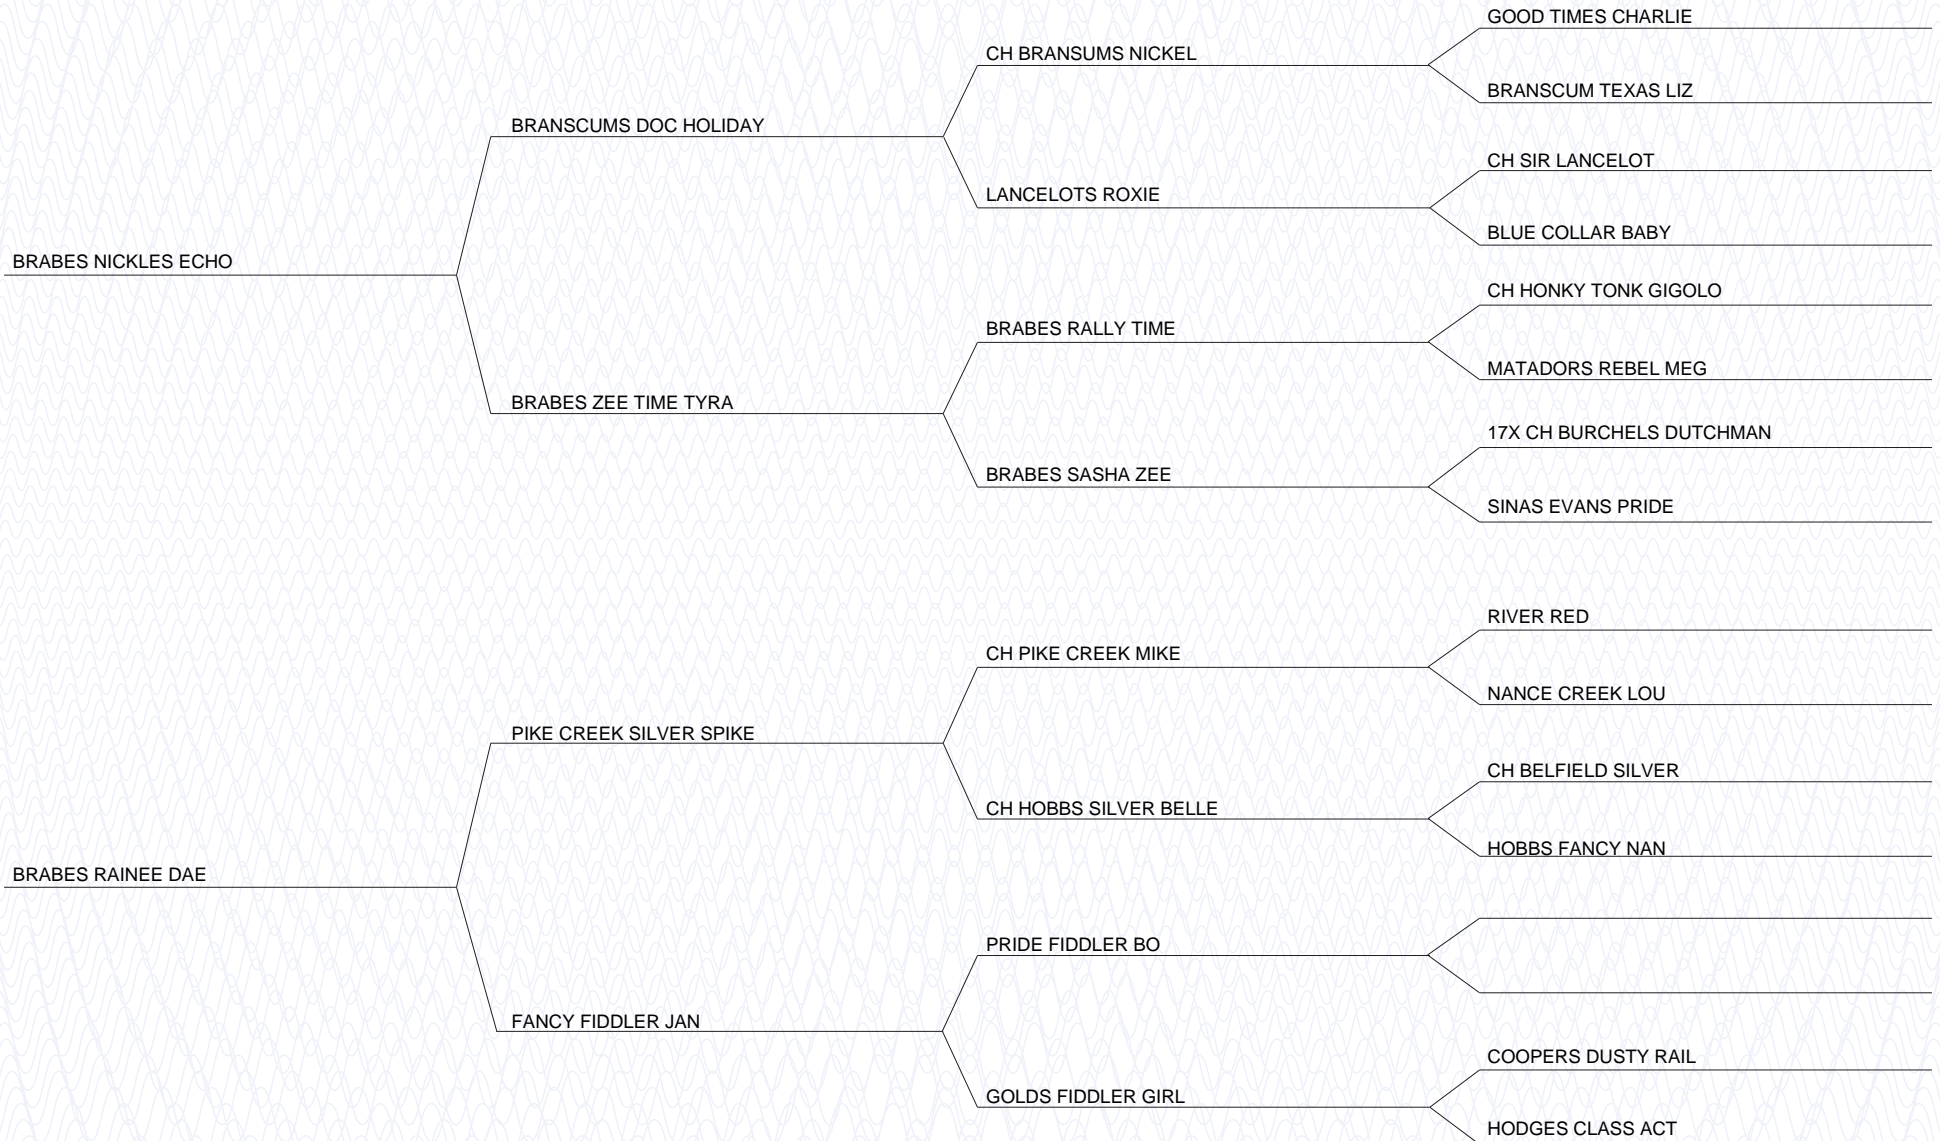 GOOD TIMES CHARLIE
CH BRANSUMS NICKEL
BRANSCUM TEXAS LIZ
BRANSCUMS DOC HOLIDAY
CH SIR LANCELOT
LANCELOTS ROXIE
BLUE COLLAR BABY
BRABES NICKLES ECHO
CH HONKY TONK GIGOLO
BRABES RALLY TIME
MATADORS REBEL MEG
BRABES ZEE TIME TYRA
17X CH BURCHELS DUTCHMAN
BRABES SASHA ZEE
SINAS EVANS PRIDE
RIVER RED
CH PIKE CREEK MIKE
NANCE CREEK LOU
PIKE CREEK SILVER SPIKE
CH BELFIELD SILVER
CH HOBBS SILVER BELLE
HOBBS FANCY NAN
BRABES RAINEE DAE
PRIDE FIDDLER BO
FANCY FIDDLER JAN
COOPERS DUSTY RAIL
GOLDS FIDDLER GIRL
HODGES CLASS ACT